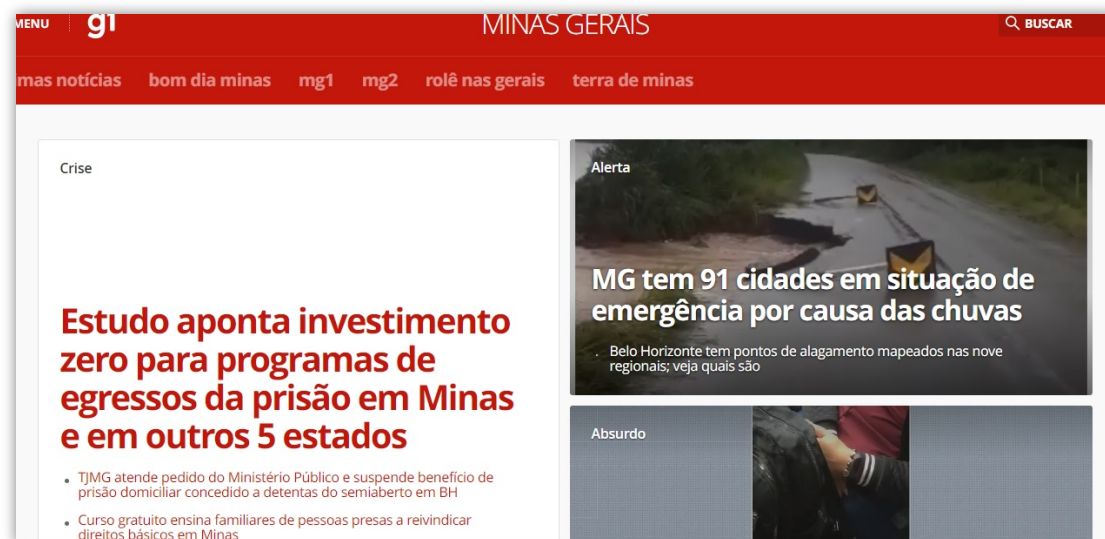 MENU
g1
MINAS GERAIS
BUSCAR
mas notícias
bom dia minas
mg1
mg2
rolê nas gerais
terra de minas
Crise
Estudo aponta investimento
zero para programas de
egressos da prisão em Minas
e em outros 5 estados
TJMG atende pedido do Ministério Público e suspende benefício de
prisão domiciliar concedido a detentas do semiaberto em BH
Curso gratuito ensina familiares de pessoas presas a reivindicar
direitos básicos em Minas
Alerta
MG tem 91 cidades em situação de
emergência por causa das chuvas
Belo Horizonte tem pontos de alagamento mapeados nas nove
regionais; veja quais são
Absurdo